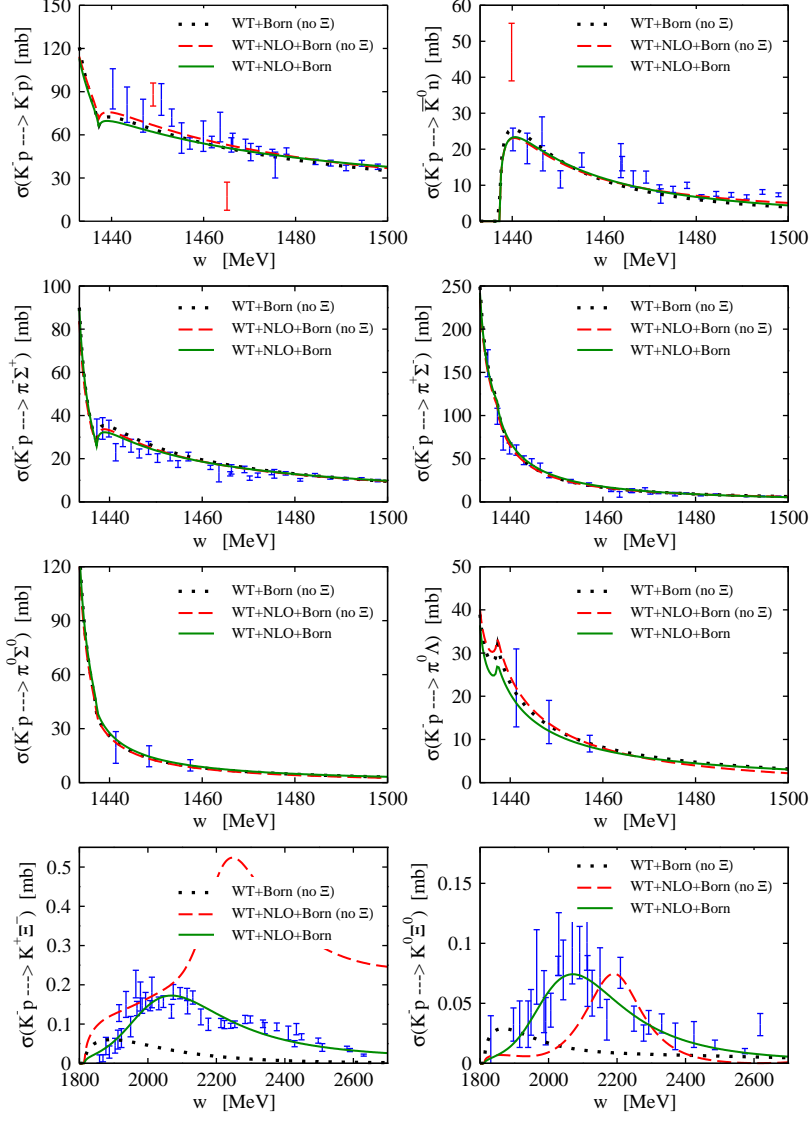 150
120
90
60
30
0
σ(K⁻p ---> K⁻p) [mb]
WT+Born (no Ξ)
WT+NLO+Born (no Ξ)
WT+NLO+Born
1440 1460 1480 1500
w [MeV]
60
50
40
30
20
10
0
σ(K⁻p ---> K̅⁰n) [mb]
WT+Born (no Ξ)
WT+NLO+Born (no Ξ)
WT+NLO+Born
1440 1460 1480 1500
w [MeV]
100
80
60
40
20
0
σ(K⁻p ---> π⁻Σ⁺) [mb]
WT+Born (no Ξ)
WT+NLO+Born (no Ξ)
WT+NLO+Born
1440 1460 1480 1500
w [MeV]
250
200
150
100
50
0
σ(K⁻p ---> π⁺Σ⁻) [mb]
WT+Born (no Ξ)
WT+NLO+Born (no Ξ)
WT+NLO+Born
1440 1460 1480 1500
w [MeV]
120
90
60
30
0
σ(K⁻p ---> π⁰Σ⁰) [mb]
WT+Born (no Ξ)
WT+NLO+Born (no Ξ)
WT+NLO+Born
1440 1460 1480 1500
w [MeV]
50
40
30
20
10
0
σ(K⁻p ---> π⁰Λ) [mb]
WT+Born (no Ξ)
WT+NLO+Born (no Ξ)
WT+NLO+Born
1440 1460 1480 1500
w [MeV]
0.5
0.4
0.3
0.2
0.1
0
σ(K⁻p ---> K⁺Ξ⁻) [mb]
WT+Born (no Ξ)
WT+NLO+Born (no Ξ)
WT+NLO+Born
1800 2000 2200 2400 2600
w [MeV]
0.15
0.1
0.05
0
σ(K⁻p ---> K⁰Ξ⁰) [mb]
WT+Born (no Ξ)
WT+NLO+Born (no Ξ)
WT+NLO+Born
1800 2000 2200 2400 2600
w [MeV]